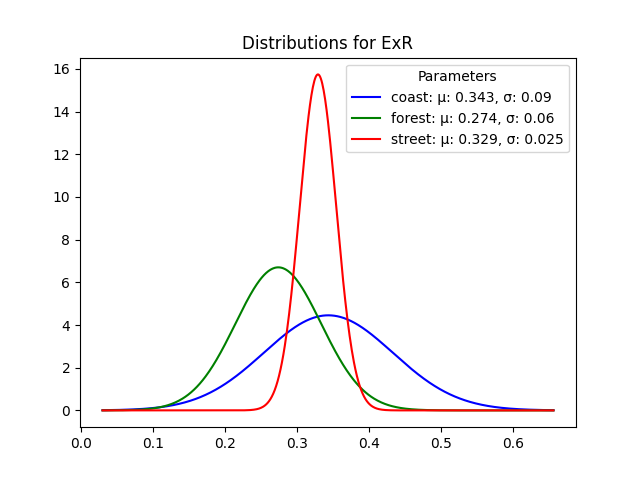 Distributions for ExR
Parameters
coast: μ: 0.343, σ: 0.09
forest: μ: 0.274, σ: 0.06
street: μ: 0.329, σ: 0.025
16
14
12
10
8
6
4
2
0
0.0 0.1 0.2 0.3 0.4 0.5 0.6